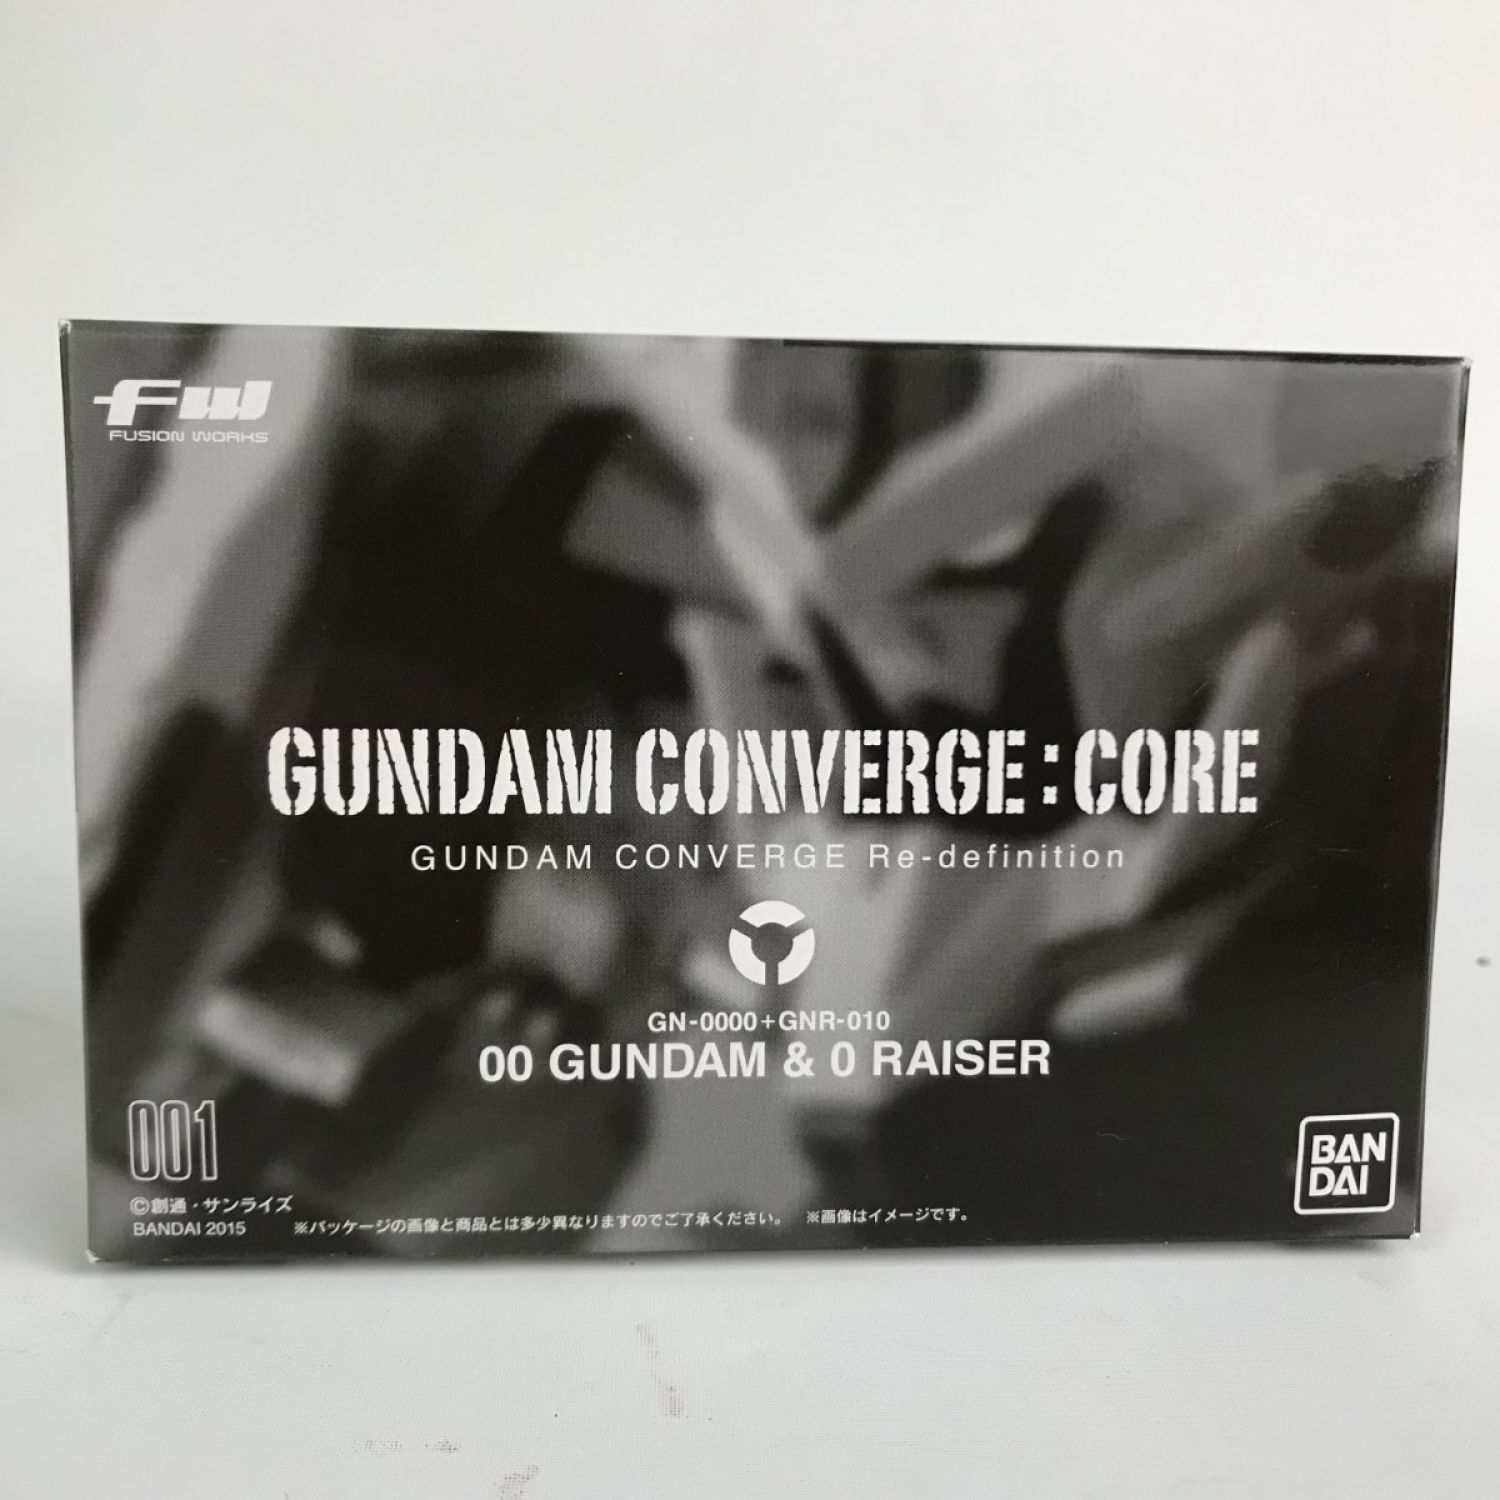 fw
FUSION WORKS
GUNDAM CONVERGE:CORE
GUNDAM CONVERGE Re-definition
GN-0000+GNR-010
00 GUNDAM & 0 RAISER
001
©創通・サンライズ
BANDAI 2015
※パッケージの画像と商品とは多少異なりますのでご了承ください。 ※画像はイメージです。
BAN
DAI